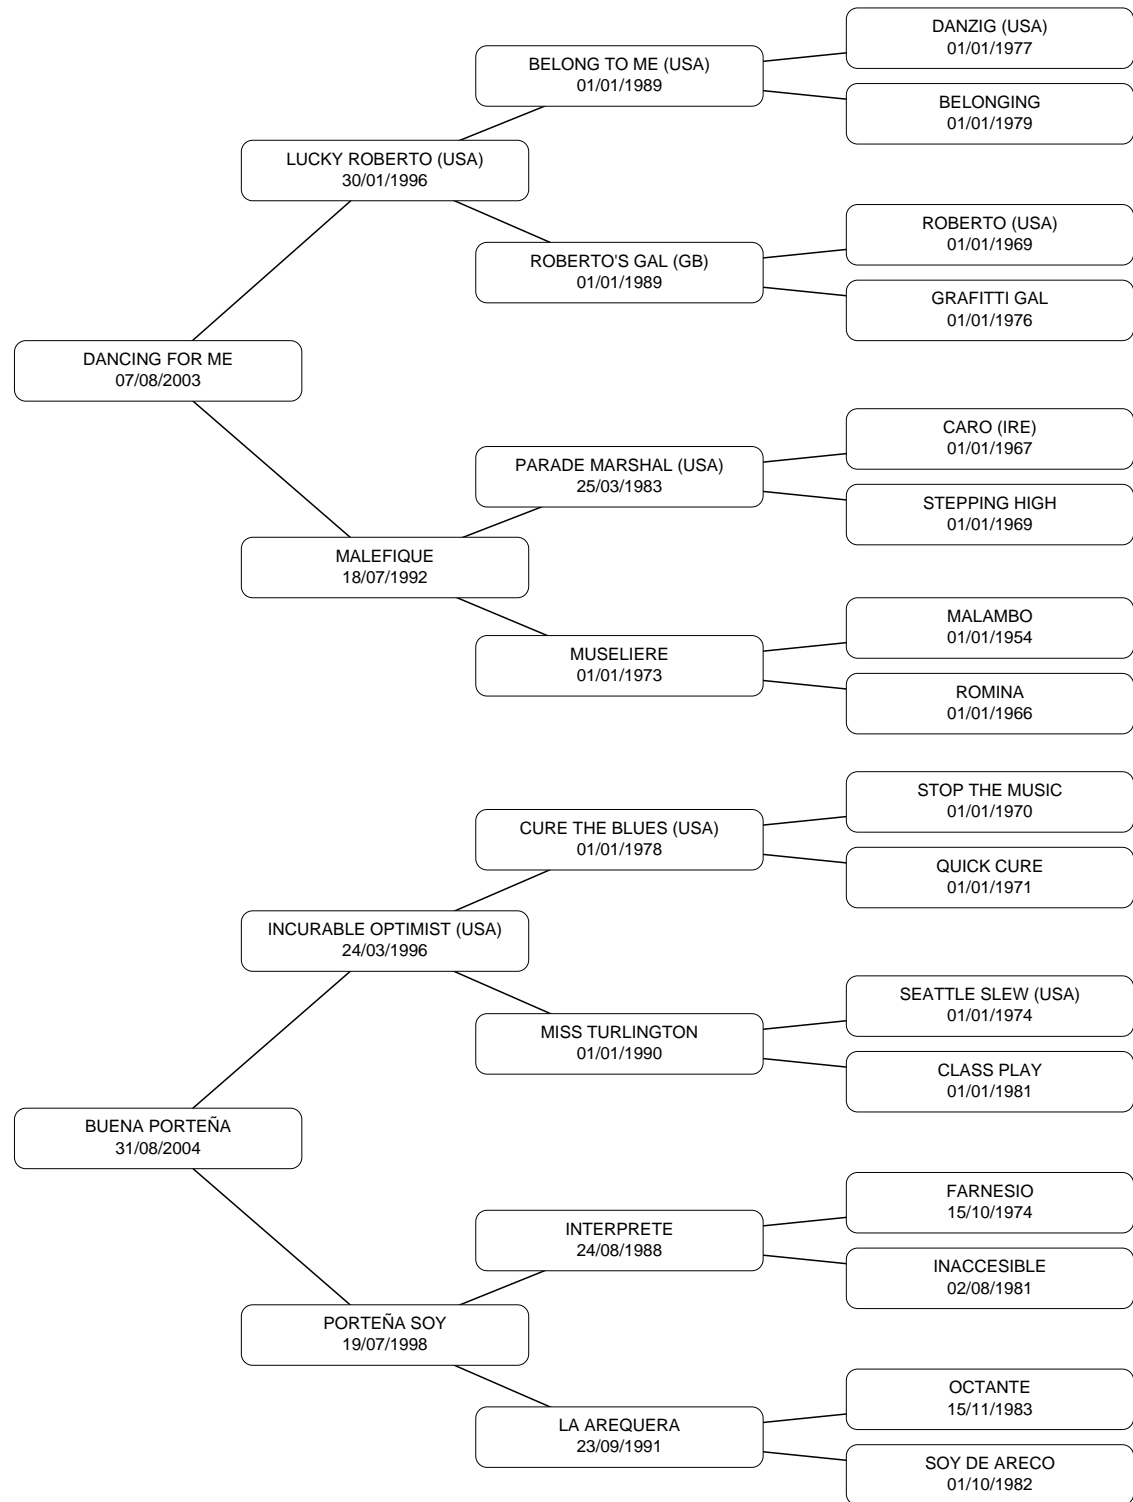 DANZIG (USA)
01/01/1977
BELONG TO ME (USA)
01/01/1989
BELONGING
01/01/1979
LUCKY ROBERTO (USA)
30/01/1996
ROBERTO (USA)
01/01/1969
ROBERTO'S GAL (GB)
01/01/1989
GRAFITTI GAL
01/01/1976
DANCING FOR ME
07/08/2003
CARO (IRE)
01/01/1967
PARADE MARSHAL (USA)
25/03/1983
STEPPING HIGH
01/01/1969
MALEFIQUE
18/07/1992
MALAMBO
01/01/1954
MUSELIERE
01/01/1973
ROMINA
01/01/1966
STOP THE MUSIC
01/01/1970
CURE THE BLUES (USA)
01/01/1978
QUICK CURE
01/01/1971
INCURABLE OPTIMIST (USA)
24/03/1996
SEATTLE SLEW (USA)
01/01/1974
MISS TURLINGTON
01/01/1990
CLASS PLAY
01/01/1981
BUENA PORTEÑA
31/08/2004
FARNESIO
15/10/1974
INTERPRETE
24/08/1988
INACCESIBLE
02/08/1981
PORTEÑA SOY
19/07/1998
OCTANTE
15/11/1983
LA AREQUERA
23/09/1991
SOY DE ARECO
01/10/1982